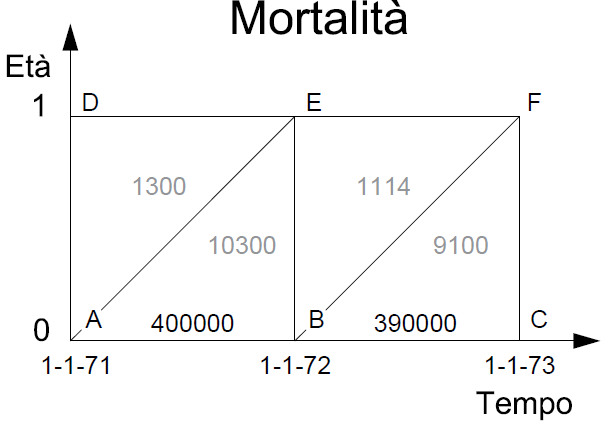 Mortalità
Età
1 D E F
1300 1114
10300 9100
0 A 400000 B 390000 C
1-1-71 1-1-72 1-1-73
Tempo